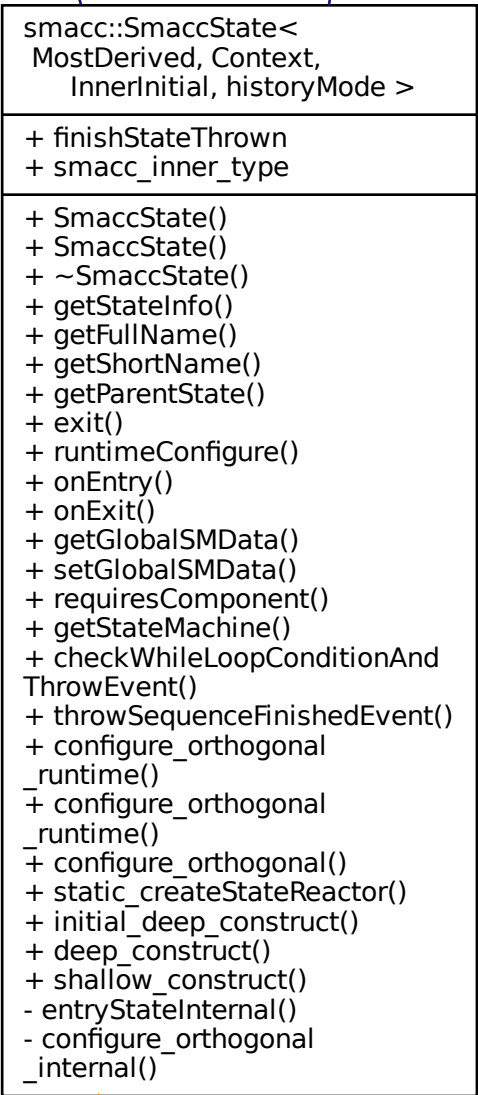 smacc::SmaccState<
MostDerived, Context,
InnerInitial, historyMode >
+ finishStateThrown
+ smacc_inner_type
+ SmaccState()
+ SmaccState()
+ ~SmaccState()
+ getStateInfo()
+ getFullName()
+ getShortName()
+ getParentState()
+ exit()
+ runtimeConfigure()
+ onEntry()
+ onExit()
+ getGlobalSMData()
+ setGlobalSMData()
+ requiresComponent()
+ getStateMachine()
+ checkWhileLoopConditionAnd
ThrowEvent()
+ throwSequenceFinishedEvent()
+ configure_orthogonal
_runtime()
+ configure_orthogonal
_runtime()
+ configure_orthogonal()
+ static_createStateReactor()
+ initial_deep_construct()
+ deep_construct()
+ shallow_construct()
- entryStateInternal()
- configure_orthogonal
_internal()